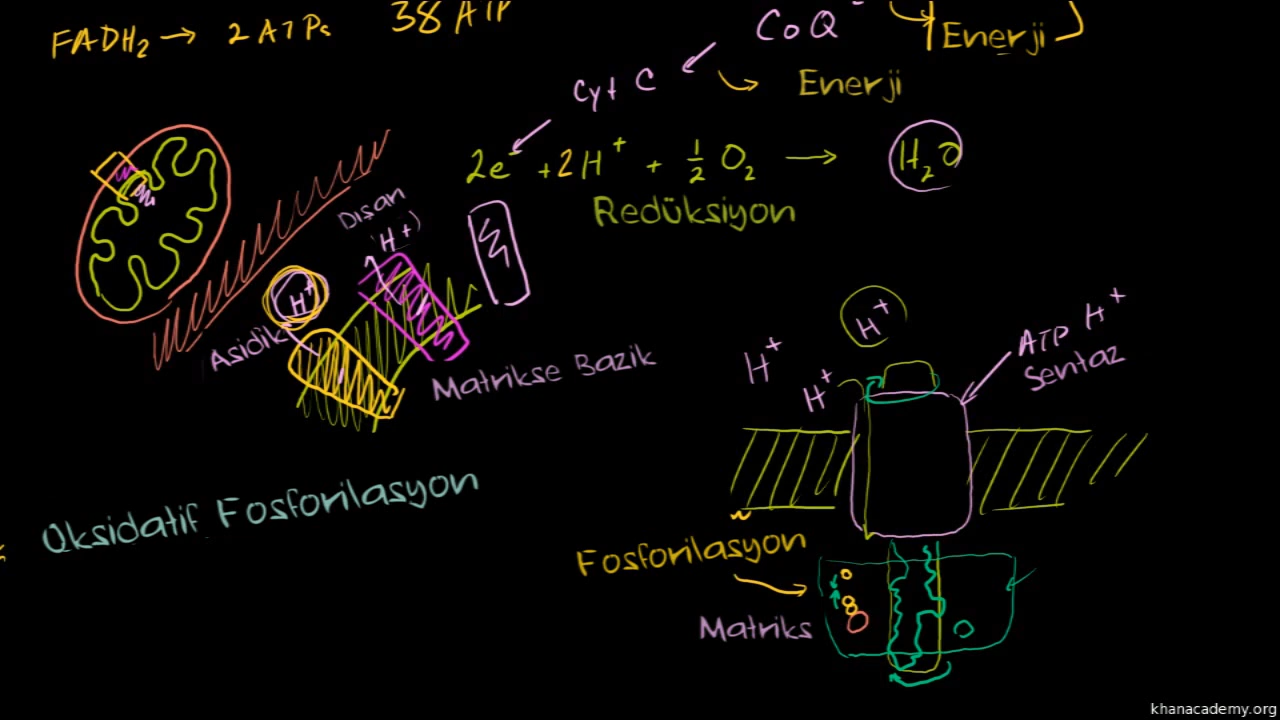 FADH₂ → 2 ATPs
38 ATP
CoQ
Enerji
Cyt C
Enerji
2e⁻ + 2H⁺ + ½ O₂ → H₂O
Redüksiyon
Dışarı
H⁺
H⁺
Asidik
Matrikse Bazik
H⁺
H⁺
H⁺
ATP H⁺
Sentaz
Oksidatif Fosforilasyon
Fosforilasyon
Matriks
khanacademy.org